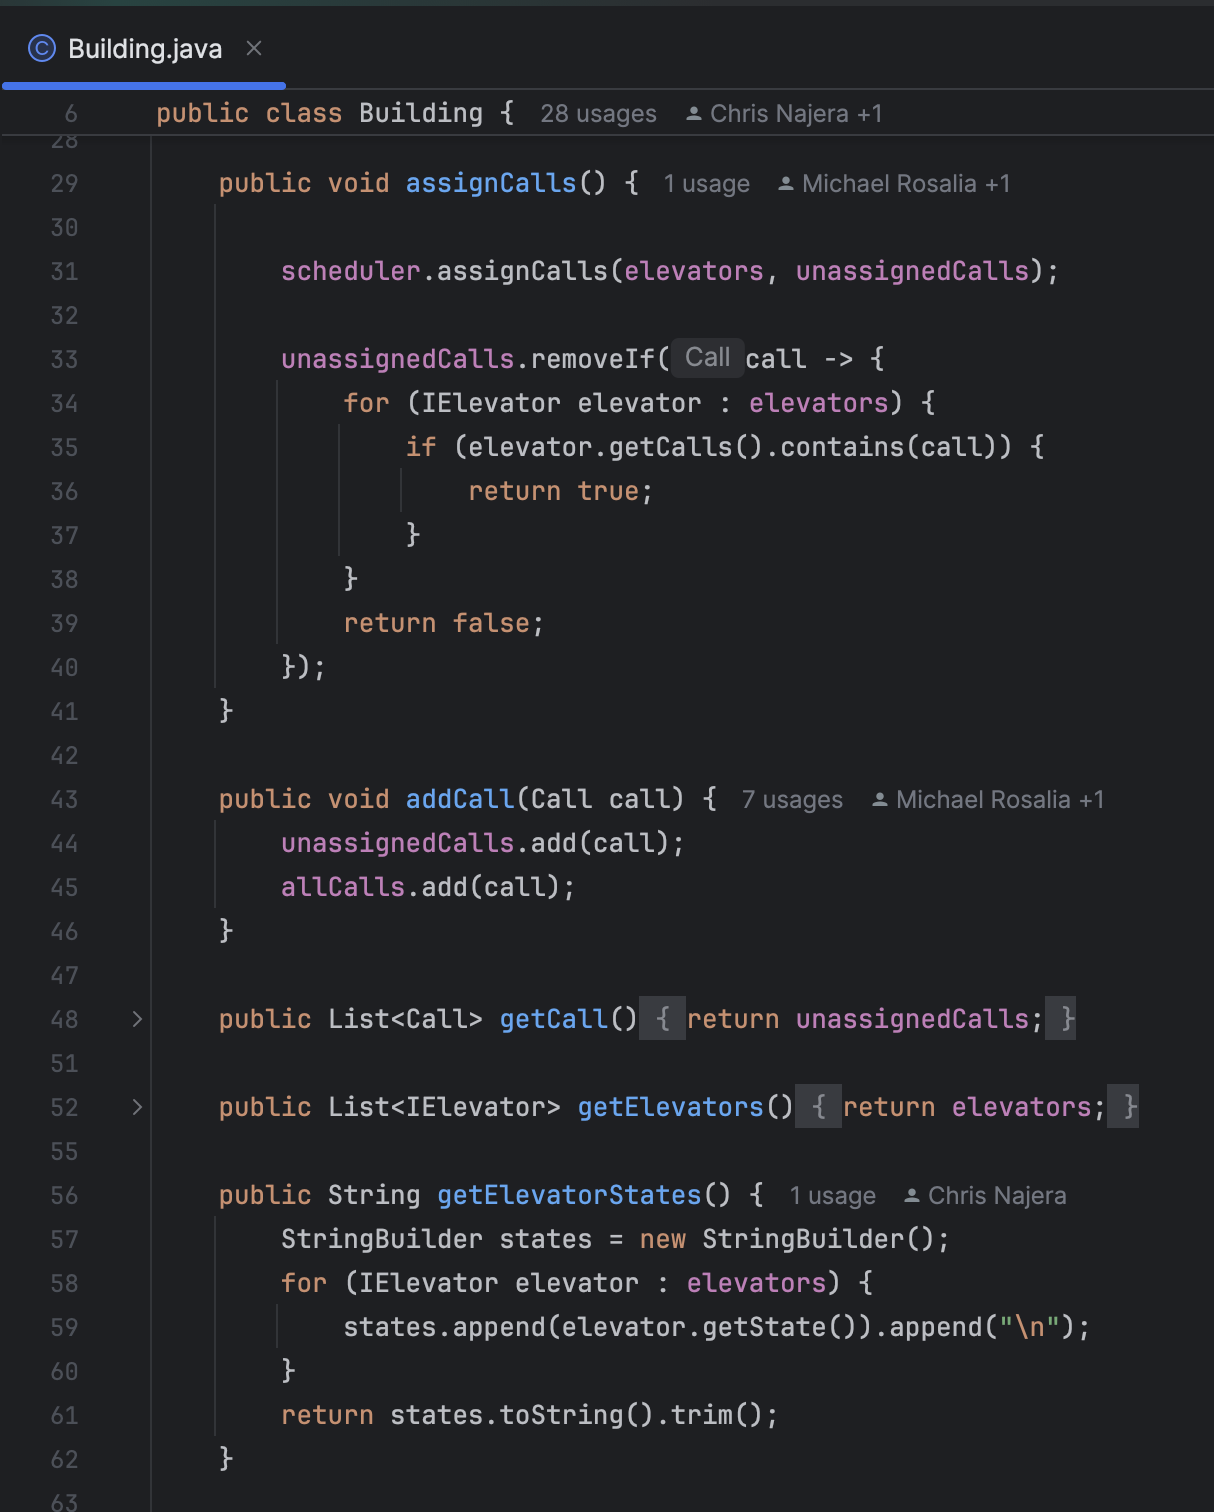 Building.java
6 public class Building { 28 usages Chris Najera +1
28
29 public void assignCalls() { 1 usage Michael Rosalia +1
30
31 scheduler.assignCalls(elevators, unassignedCalls);
32
33 unassignedCalls.removeIf( Call call -> {
34 for (IElevator elevator : elevators) {
35 if (elevator.getCalls().contains(call)) {
36 return true;
37 }
38 }
39 return false;
40 });
41 }
42
43 public void addCall(Call call) { 7 usages Michael Rosalia +1
44 unassignedCalls.add(call);
45 allCalls.add(call);
46 }
47
48 public List<Call> getCall() { return unassignedCalls; }
51
52 public List<IElevator> getElevators() { return elevators; }
55
56 public String getElevatorStates() { 1 usage Chris Najera
57 StringBuilder states = new StringBuilder();
58 for (IElevator elevator : elevators) {
59 states.append(elevator.getState()).append("\n");
60 }
61 return states.toString().trim();
62 }
63